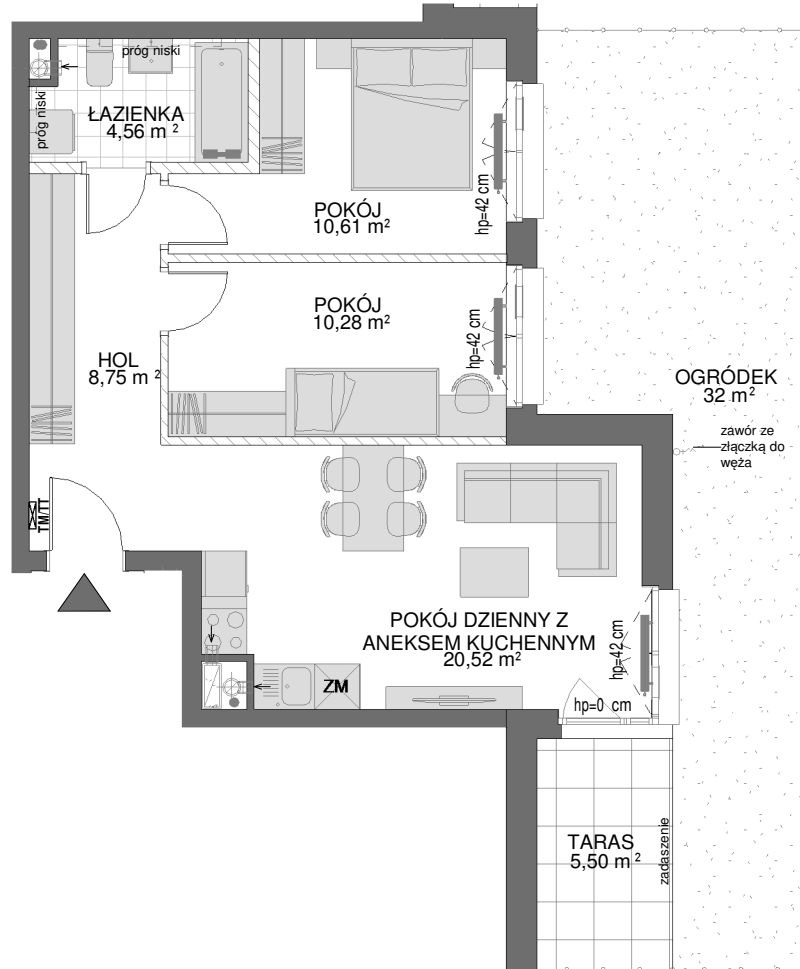 próg niski
próg niski
ŁAZIENKA
4,56 m²
POKÓJ
10,61 m²
hp=42 cm
POKÓJ
10,28 m²
hp=42 cm
HOL
8,75 m²
OGRÓDEK
32 m²
zawór ze
złączką do
węża
TM/TT
POKÓJ DZIENNY Z
ANEKSEM KUCHENNYM
20,52 m²
hp=42 cm
ZM
hp=0 cm
TARAS
5,50 m²
zadaszenie